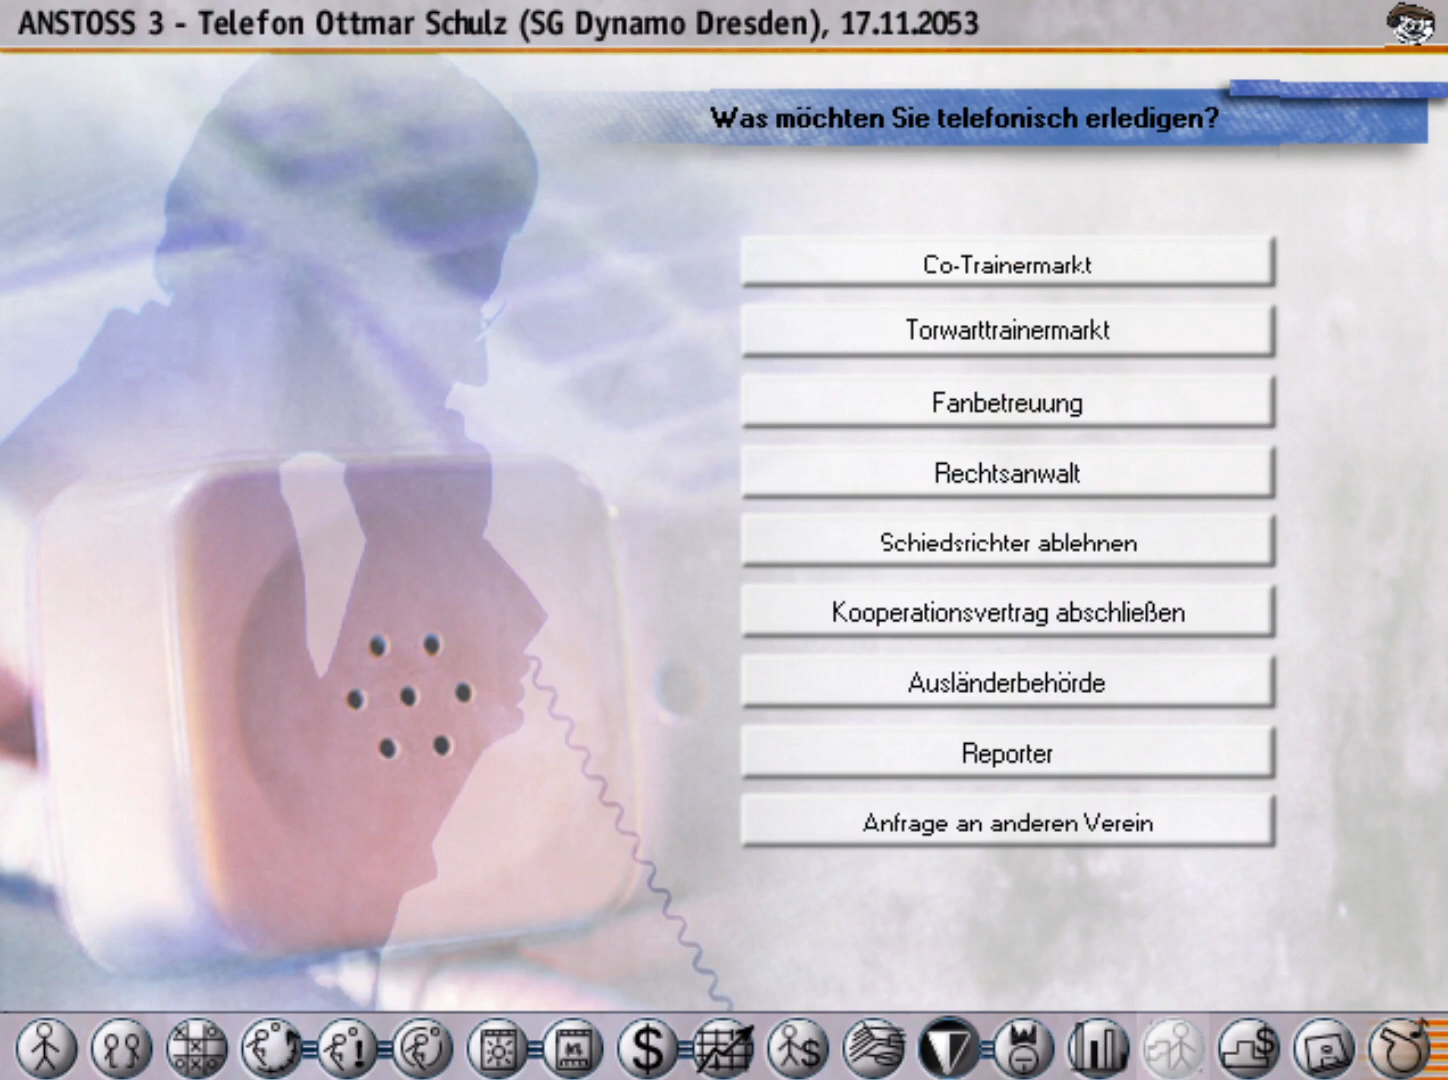 ANSTOSS 3 - Telefon Ottmar Schulz (SG Dynamo Dresden), 17.11.2053
Was möchten Sie telefonisch erledigen?
Co-Trainermarkt
Torwarttrainermarkt
Fanbetreuung
Rechtsanwalt
Schiedsrichter ablehnen
Kooperationsvertrag abschließen
Ausländerbehörde
Reporter
Anfrage an anderen Verein